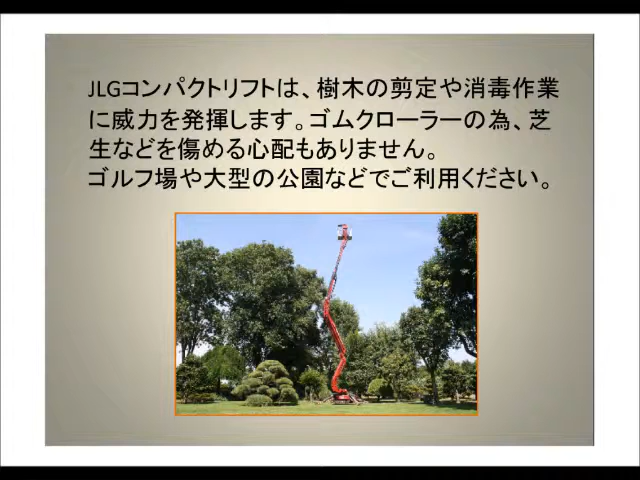 JLGコンパクトリフトは、樹木の剪定や消毒作業
に威力を発揮します。ゴムクローラーの為、芝
生などを傷める心配もありません。
ゴルフ場や大型の公園などでご利用ください。